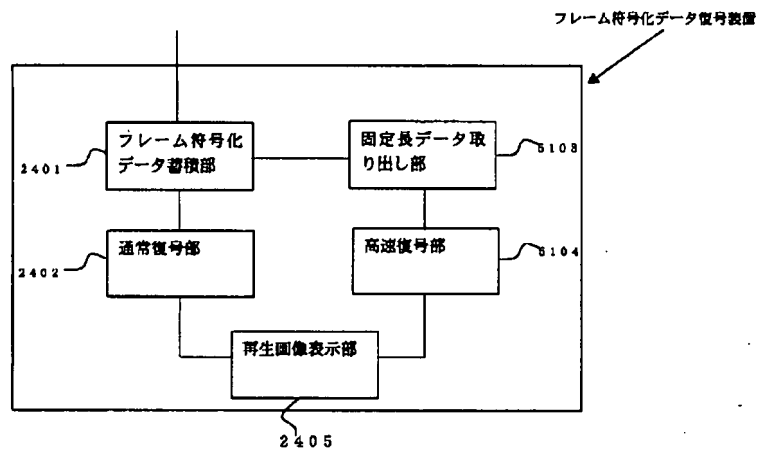 フレーム符号化データ復号装置
フレーム符号化
データ蓄積部
固定長データ取
り出し部
2401
5103
通常復号部
高速復号部
2402
5104
再生画像表示部
2405